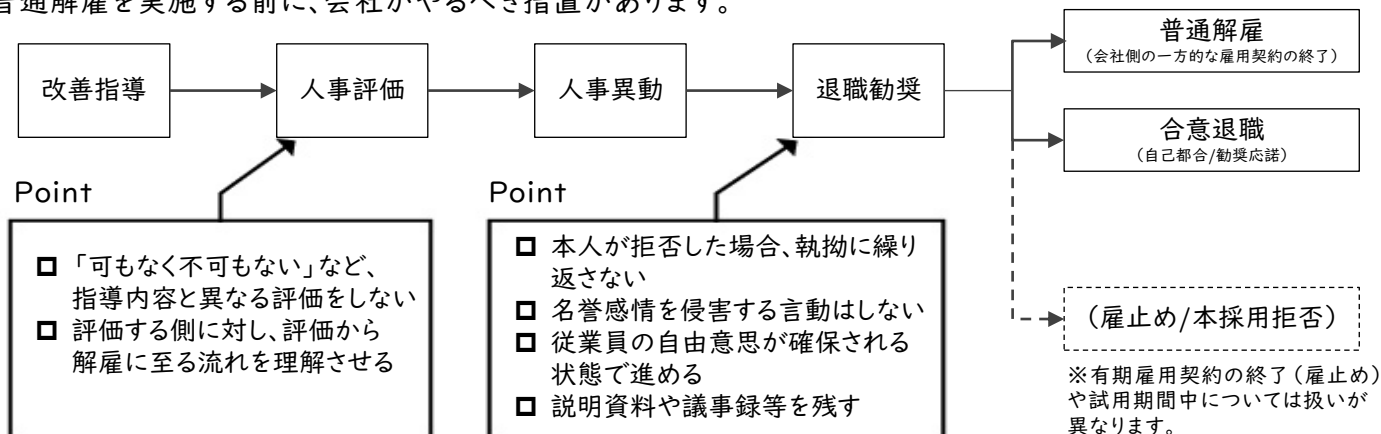 普通解雇を実施する前に、会社がやるべき措置があります。
改善指導
人事評価
人事異動
退職勧奨
普通解雇
（会社側の一方的な雇用契約の終了）
合意退職
（自己都合/勧奨応諾）
（雇止め/本採用拒否）
※有期雇用契約の終了（雇止め）
や試用期間中については扱いが
異なります。
Point
「可もなく不可もない」など、
指導内容と異なる評価をしない
評価する側に対し、評価から
解雇に至る流れを理解させる
Point
本人が拒否した場合、執拗に繰り
返さない
名誉感情を侵害する言動はしない
従業員の自由意思が確保される
状態で進める
説明資料や議事録等を残す